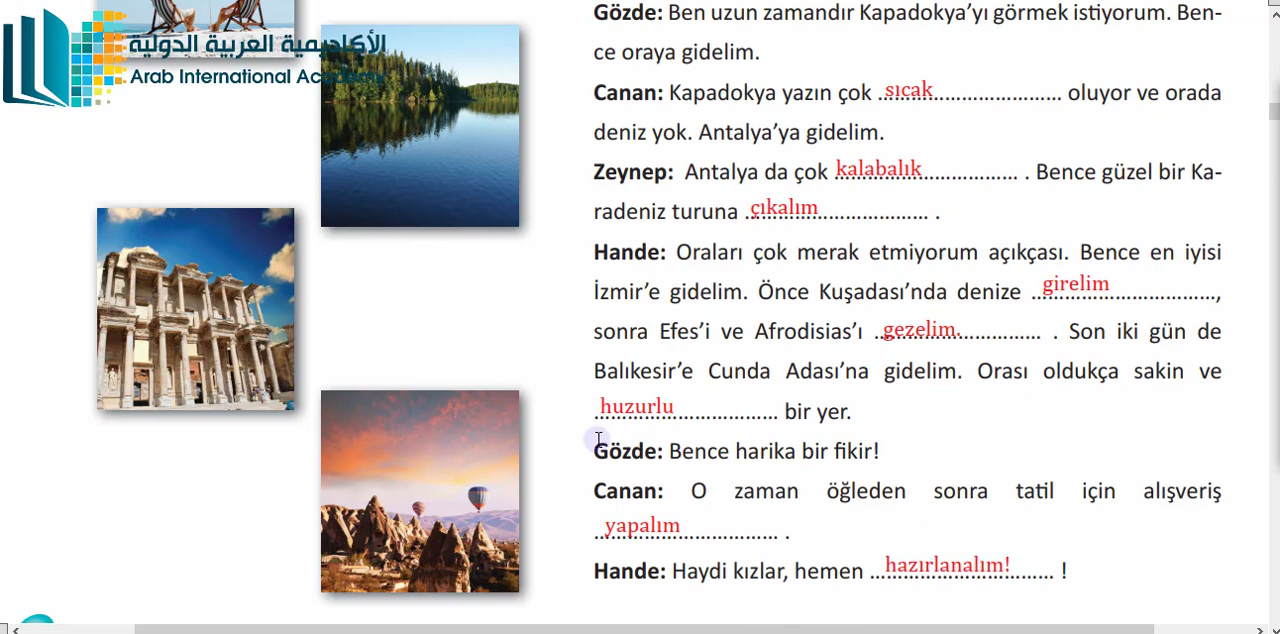 الأكاديمية العربية الدولية
Arab International Academy
Gözde: Ben uzun zamandır Kapadokya'yı görmek istiyorum. Ben-
ce oraya gidelim.
Canan: Kapadokya yazın çok sıcak oluyor ve orada
deniz yok. Antalya'ya gidelim.
Zeynep: Antalya da çok kalabalık . Bence güzel bir Ka-
radeniz turuna çıkalım .
Hande: Oraları çok merak etmiyorum açıkçası. Bence en iyisi
İzmir'e gidelim. Önce Kuşadası'nda denize girelim ,
sonra Efes'i ve Afrodisias'ı gezelim. . Son iki gün de
Balıkesir'e Cunda Adası'na gidelim. Orası oldukça sakin ve
huzurlu bir yer.
Gözde: Bence harika bir fikir!
Canan: O zaman öğleden sonra tatil için alışveriş
yapalım .
Hande: Haydi kızlar, hemen hazırlanalım! !